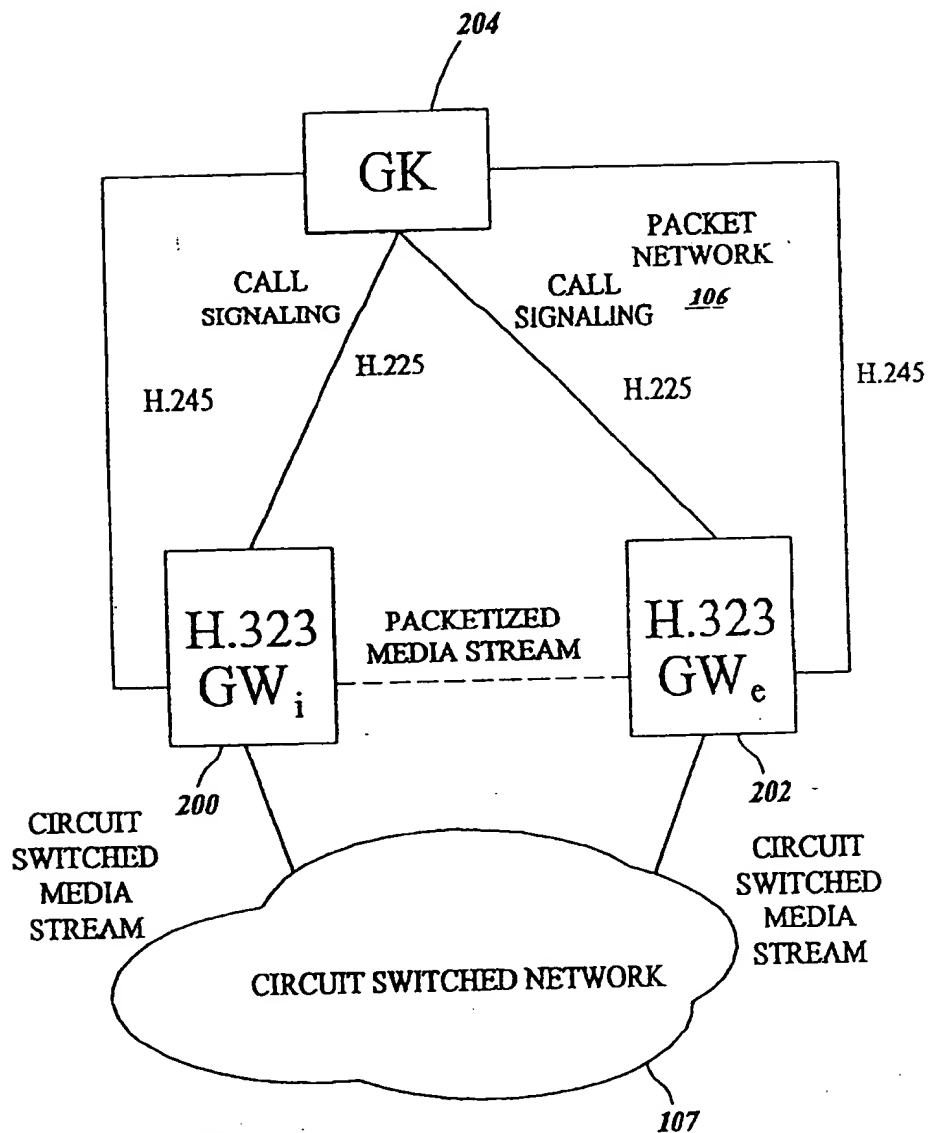 204
GK
PACKET
NETWORK
106
CALL
SIGNALING
CALL
SIGNALING
H.225
H.225
H.245
H.245
H.323
GWi
PACKETIZED
MEDIA STREAM
H.323
GWe
200
202
CIRCUIT
SWITCHED
MEDIA
STREAM
CIRCUIT
SWITCHED
MEDIA
STREAM
CIRCUIT SWITCHED NETWORK
107